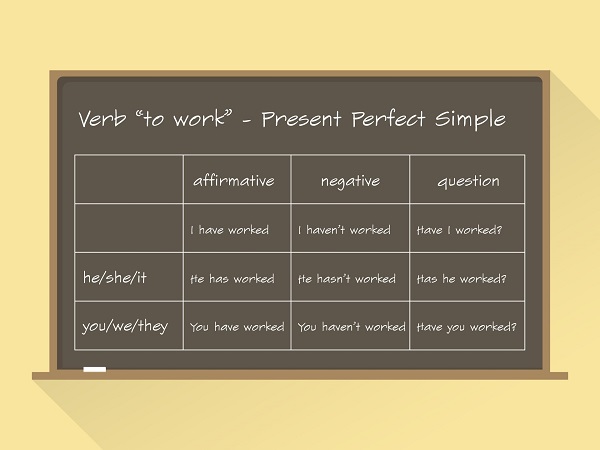 Verb “to work” - Present Perfect Simple
affirmative negative question
I have worked I haven't worked Have I worked?
he/she/it He has worked He hasn't worked Has he worked?
you/we/they You have worked You haven't worked Have you worked?